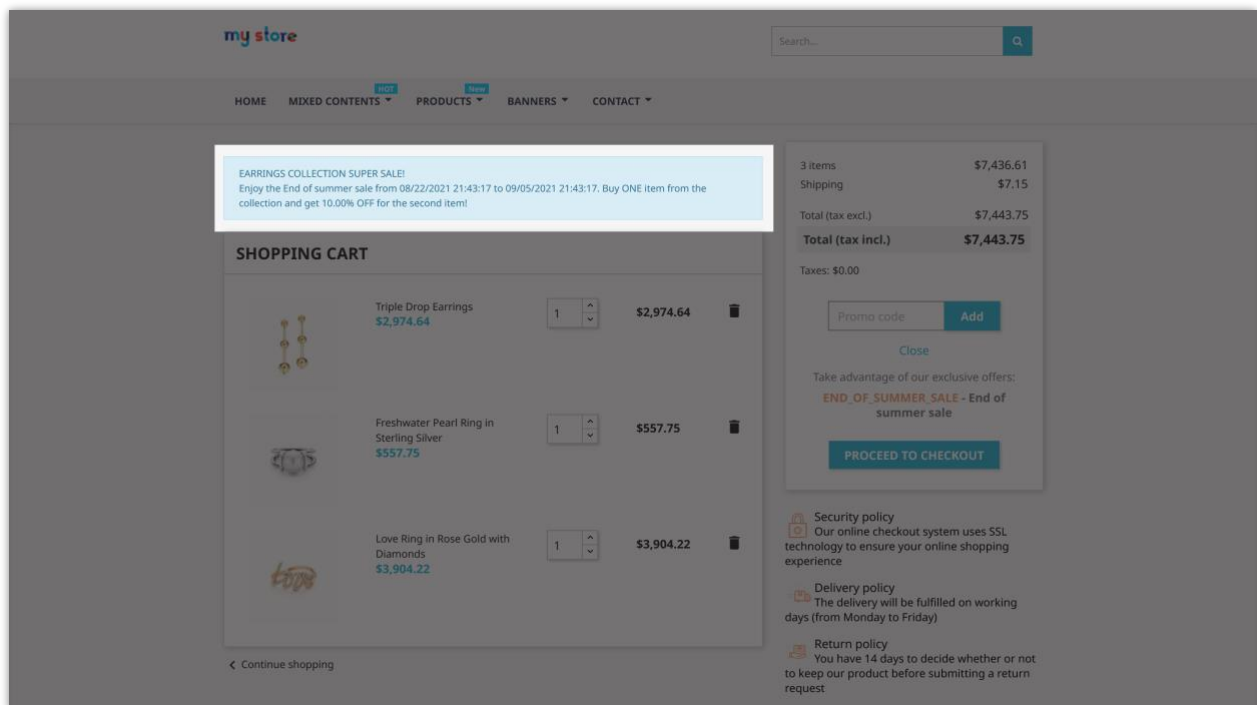 my store
Search...
HOT
New
HOME MIXED CONTENTS PRODUCTS BANNERS CONTACT
EARRINGS COLLECTION SUPER SALE!
Enjoy the End of summer sale from 08/22/2021 21:43:17 to 09/05/2021 21:43:17. Buy ONE item from the
collection and get 10.00% OFF for the second item!
SHOPPING CART
Triple Drop Earrings
$2,974.64
1
$2,974.64
Freshwater Pearl Ring in
Sterling Silver
$557.75
1
$557.75
Love Ring in Rose Gold with
Diamonds
$3,904.22
1
$3,904.22
Continue shopping
3 items $7,436.61
Shipping $7.15
Total (tax excl.) $7,443.75
Total (tax incl.) $7,443.75
Taxes: $0.00
Promo code Add
Close
Take advantage of our exclusive offers:
END_OF_SUMMER_SALE - End of
summer sale
PROCEED TO CHECKOUT
Security policy
Our online checkout system uses SSL
technology to ensure your online shopping
experience
Delivery policy
The delivery will be fulfilled on working
days (from Monday to Friday)
Return policy
You have 14 days to decide whether or not
to keep our product before submitting a return
request